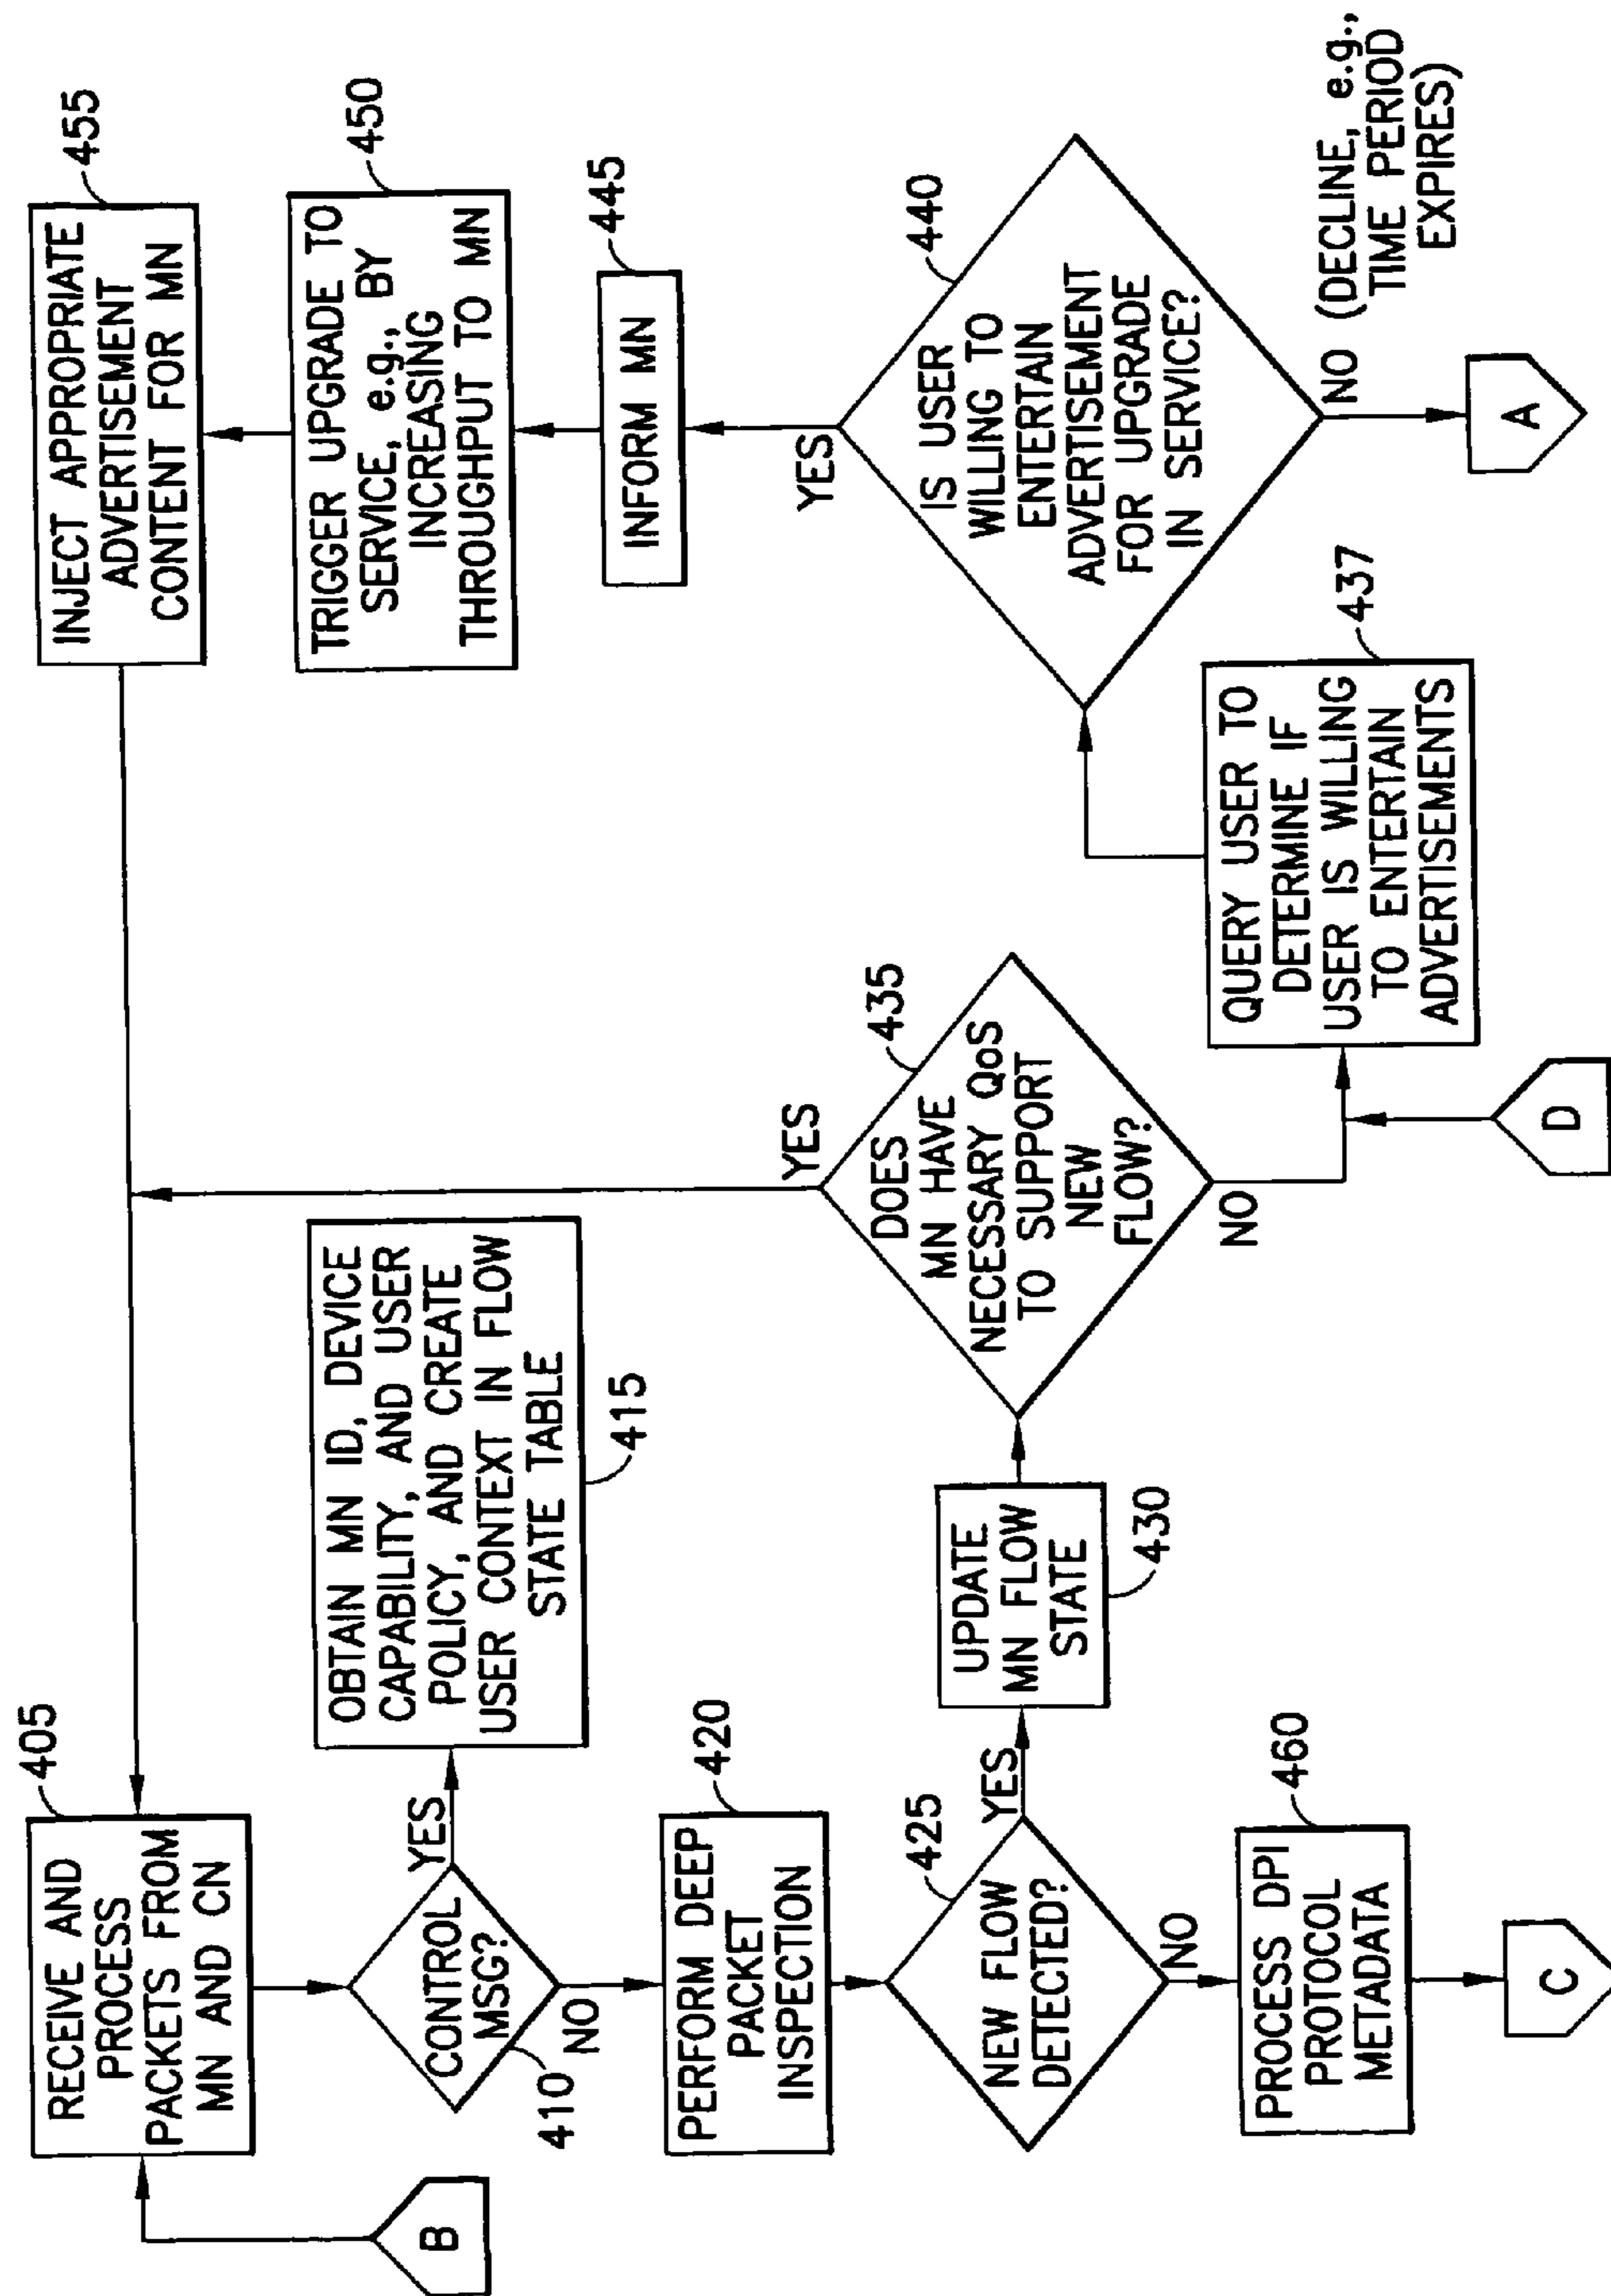 405
RECEIVE AND
PROCESS
PACKETS FROM
MN AND CN
B
CONTROL
MSG?
410
YES
NO
OBTAIN MN ID, DEVICE
CAPABILITY, AND USER
POLICY, AND CREATE
USER CONTEXT IN FLOW
STATE TABLE
415
420
PERFORM DEEP
PACKET
INSPECTION
425
NEW FLOW
DETECTED?
YES
NO
UPDATE
MN FLOW
STATE
430
460
PROCESS DPI
PROTOCOL
METADATA
C
435
DOES
MN HAVE
NECESSARY QoS
TO SUPPORT
NEW
FLOW?
YES
NO
D
437
QUERY USER TO
DETERMINE IF
USER IS WILLING
TO ENTERTAIN
ADVERTISEMENTS
440
IS USER
WILLING TO
ENTERTAIN
ADVERTISEMENT
FOR UPGRADE
IN SERVICE?
YES
NO (DECLINE, e.g.,
TIME PERIOD
EXPIRES)
A
445
INFORM MN
450
TRIGGER UPGRADE TO
SERVICE, e.g., BY
INCREASING
THROUGHPUT TO MN
455
INJECT APPROPRIATE
ADVERTISEMENT
CONTENT FOR MN